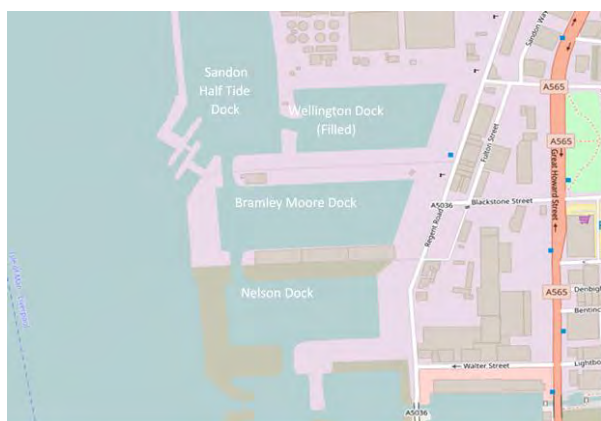 Sandon Way
Sandon
Half Tide
Dock
Wellington Dock
(Filled)
A565
Fulton Street
A565
Great Howard Street
Bramley Moore Dock
A5036
Blackstone Street
Regent Road
Nelson Dock
A565
Denbigh
Bentinc
Walter Street
Lightbo
A5036